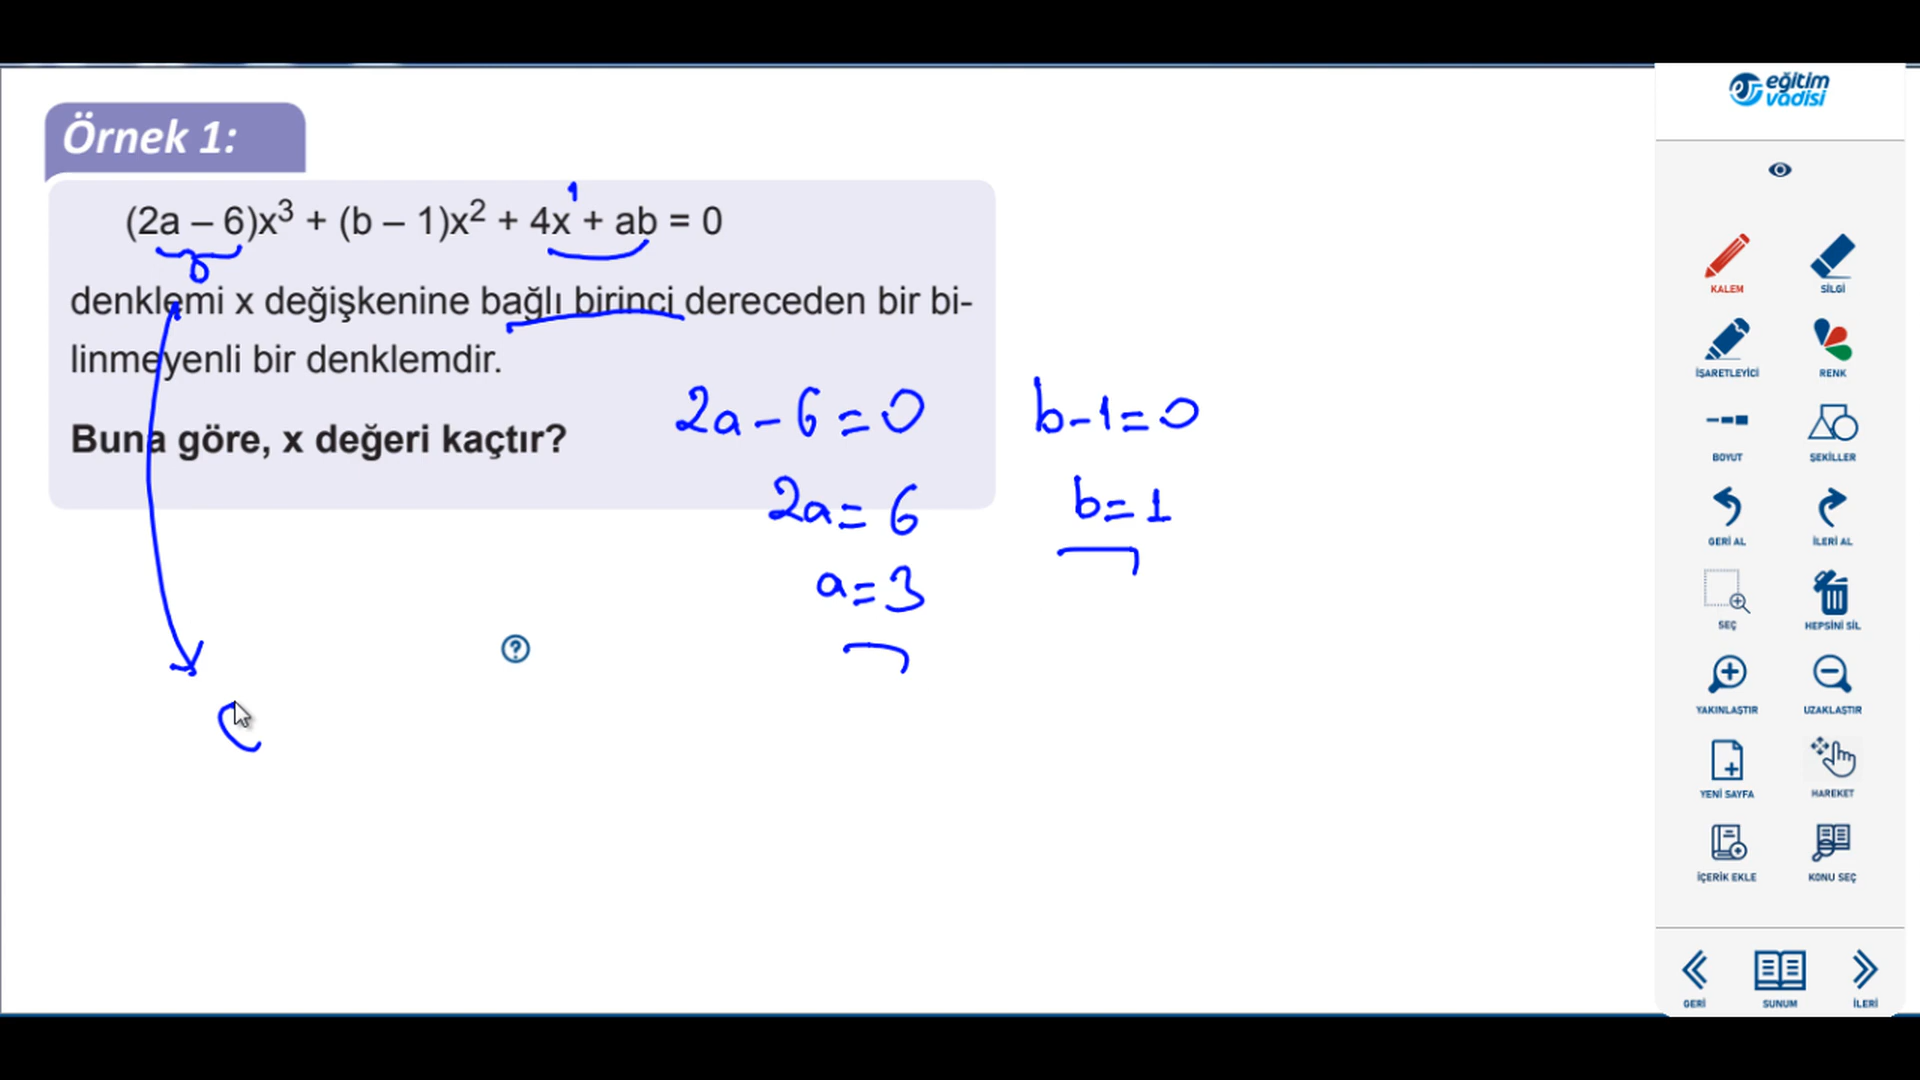 eğitim
vadisi
Örnek 1:
(2a – 6)x³ + (b – 1)x² + 4x¹ + ab = 0
0
denklemi x değişkenine bağlı birinci dereceden bir bi-
linmeyenli bir denklemdir.
Buna göre, x değeri kaçtır?
2a – 6 = 0
2a = 6
a = 3
b – 1 = 0
b = 1
KALEM
SİLGİ
İŞARETLEYİCİ
RENK
BOYUT
ŞEKİLLER
GERİ AL
İLERİ AL
SEÇ
HEPSİNİ SİL
YAKINLAŞTIR
UZAKLAŞTIR
YENİ SAYFA
HAREKET
İÇERİK EKLE
KONU SEÇ
GERİ
SUNUM
İLERİ